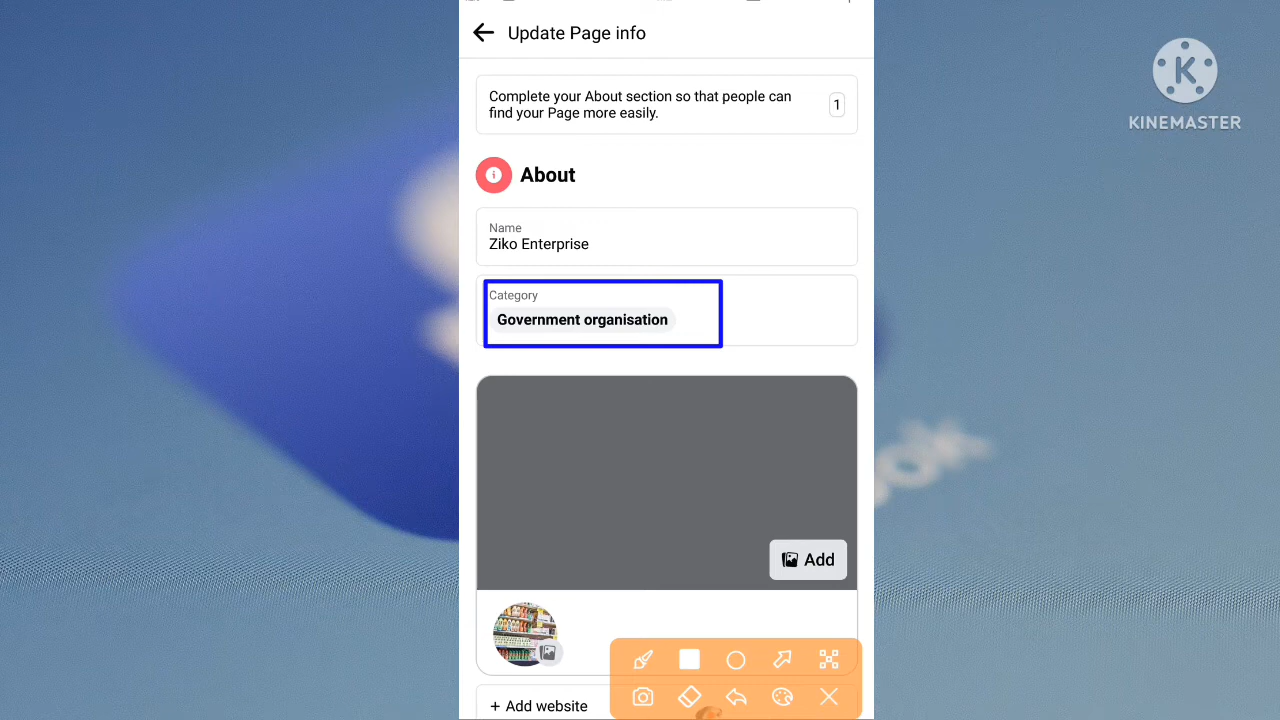 Update Page info
Complete your About section so that people can
find your Page more easily.
1
About
Name
Ziko Enterprise
Category
Government organisation
Add
+ Add website
K
KINEMASTER
ook